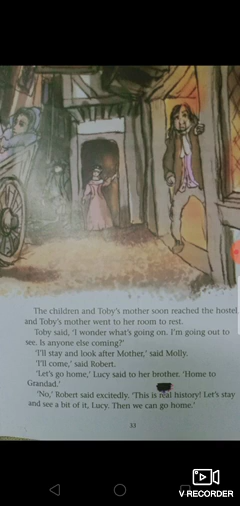 The children and Toby's mother soon reached the hostel,
and Toby's mother went to her room to rest.
Toby said, 'I wonder what's going on. I'm going out to
see. Is anyone else coming?'
'I'll stay and look after Mother,' said Molly.
'I'll come,' said Robert.
'Let's go home,' Lucy said to her brother. 'Home to
Grandad.'
'No,' Robert said excitedly. 'This is real history! Let's stay
and see a bit of it, Lucy. Then we can go home.'
33
V RECORDER